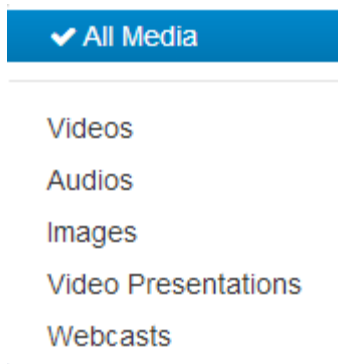 All Media
Videos
Audios
Images
Video Presentations
Webcasts